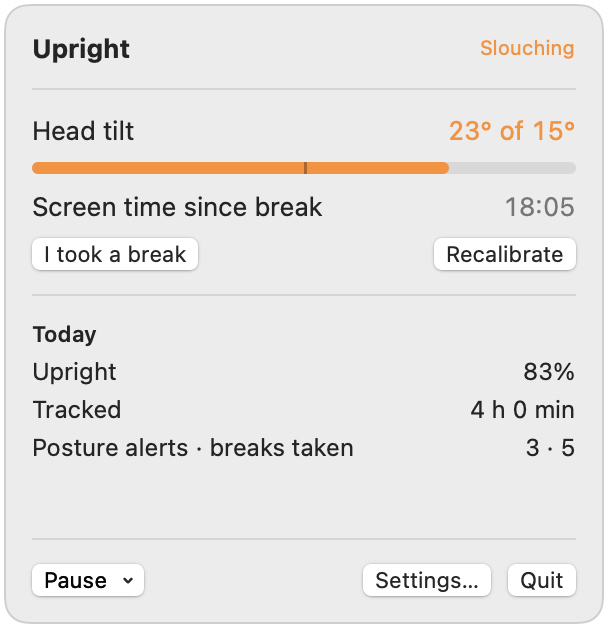 Upright Slouching
Head tilt 23° of 15°
Screen time since break 18:05
I took a break Recalibrate
Today
Upright 83%
Tracked 4 h 0 min
Posture alerts · breaks taken 3 · 5
Pause Settings... Quit